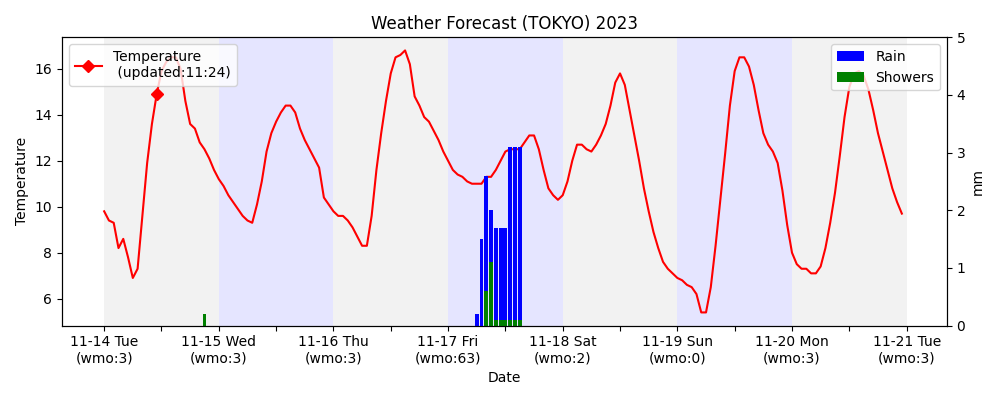 Weather Forecast (TOKYO) 2023
Temperature
(updated:11:24)
Rain
Showers
Temperature
16
14
12
10
8
6
5
4
3
2
1
0
mm
11-14 Tue
(wmo:3)
11-15 Wed
(wmo:3)
11-16 Thu
(wmo:3)
11-17 Fri
(wmo:63)
11-18 Sat
(wmo:2)
11-19 Sun
(wmo:0)
11-20 Mon
(wmo:3)
11-21 Tue
(wmo:3)
Date